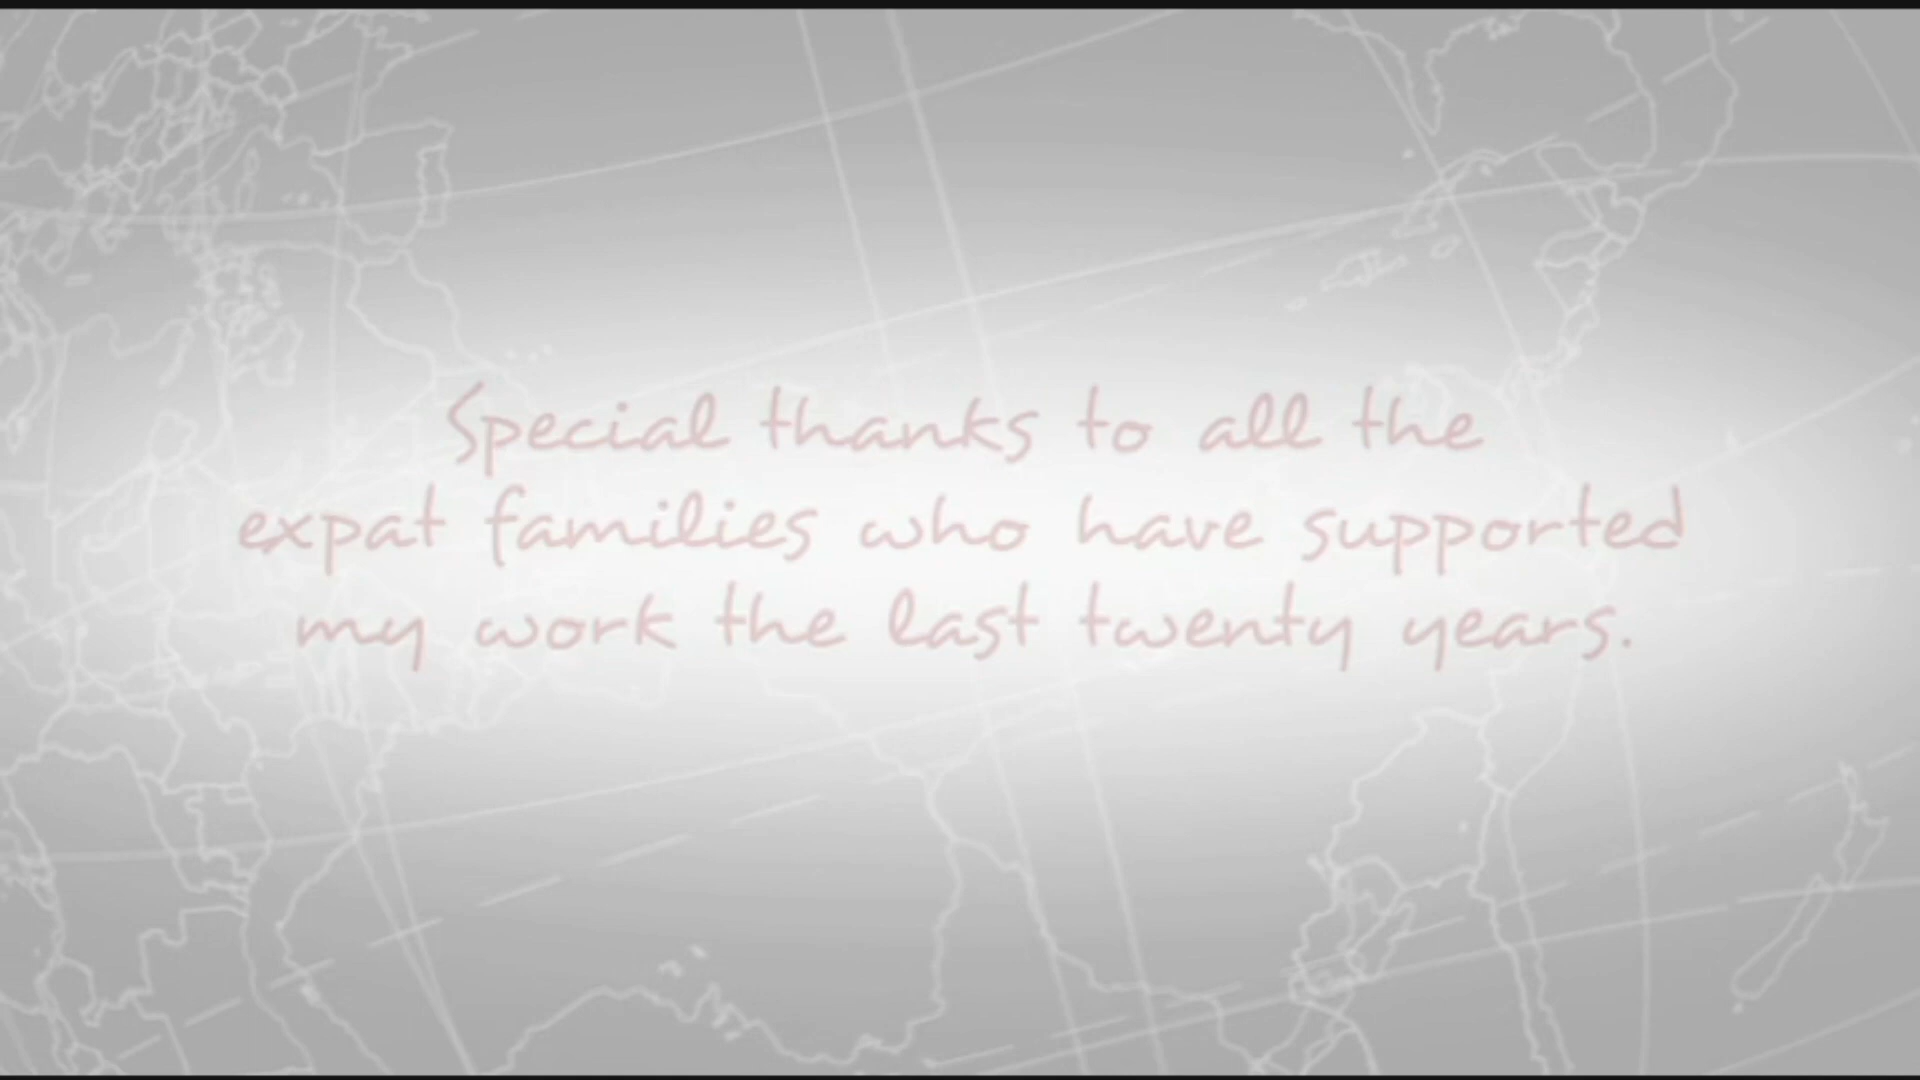 Special thanks to all the
expat families who have supported
my work the last twenty years.